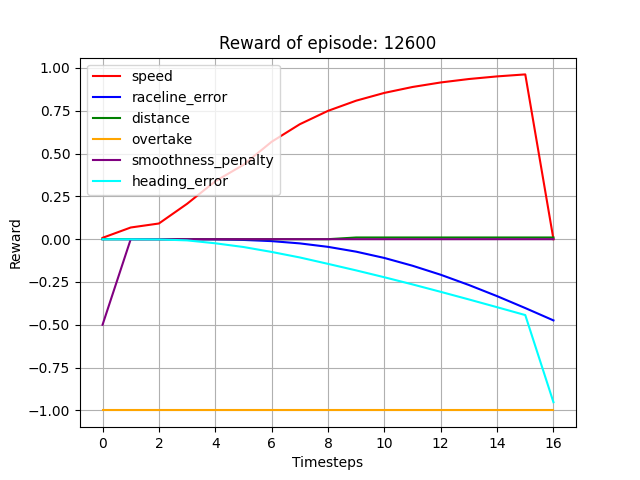 Reward of episode: 12600
1.00
0.75
0.50
0.25
0.00
−0.25
−0.50
−0.75
−1.00
Reward
speed
raceline_error
distance
overtake
smoothness_penalty
heading_error
0 2 4 6 8 10 12 14 16
Timesteps